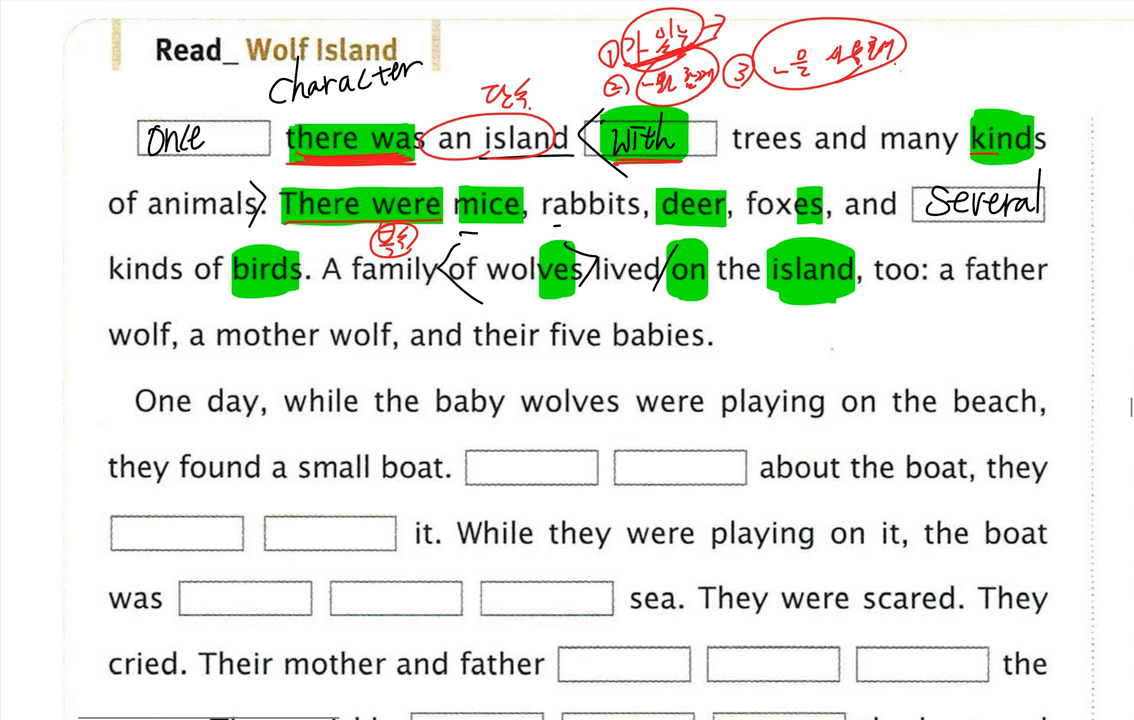 Read_ Wolf Island
character
① 가 있는
② ~와 함께 ③ ~을 사용하여
단수
Once there was an island with trees and many kinds
of animals. There were mice, rabbits, deer, foxes, and several
복수
kinds of birds. A family of wolves lived on the island, too: a father
wolf, a mother wolf, and their five babies.
One day, while the baby wolves were playing on the beach,
they found a small boat. about the boat, they
it. While they were playing on it, the boat
was sea. They were scared. They
cried. Their mother and father the